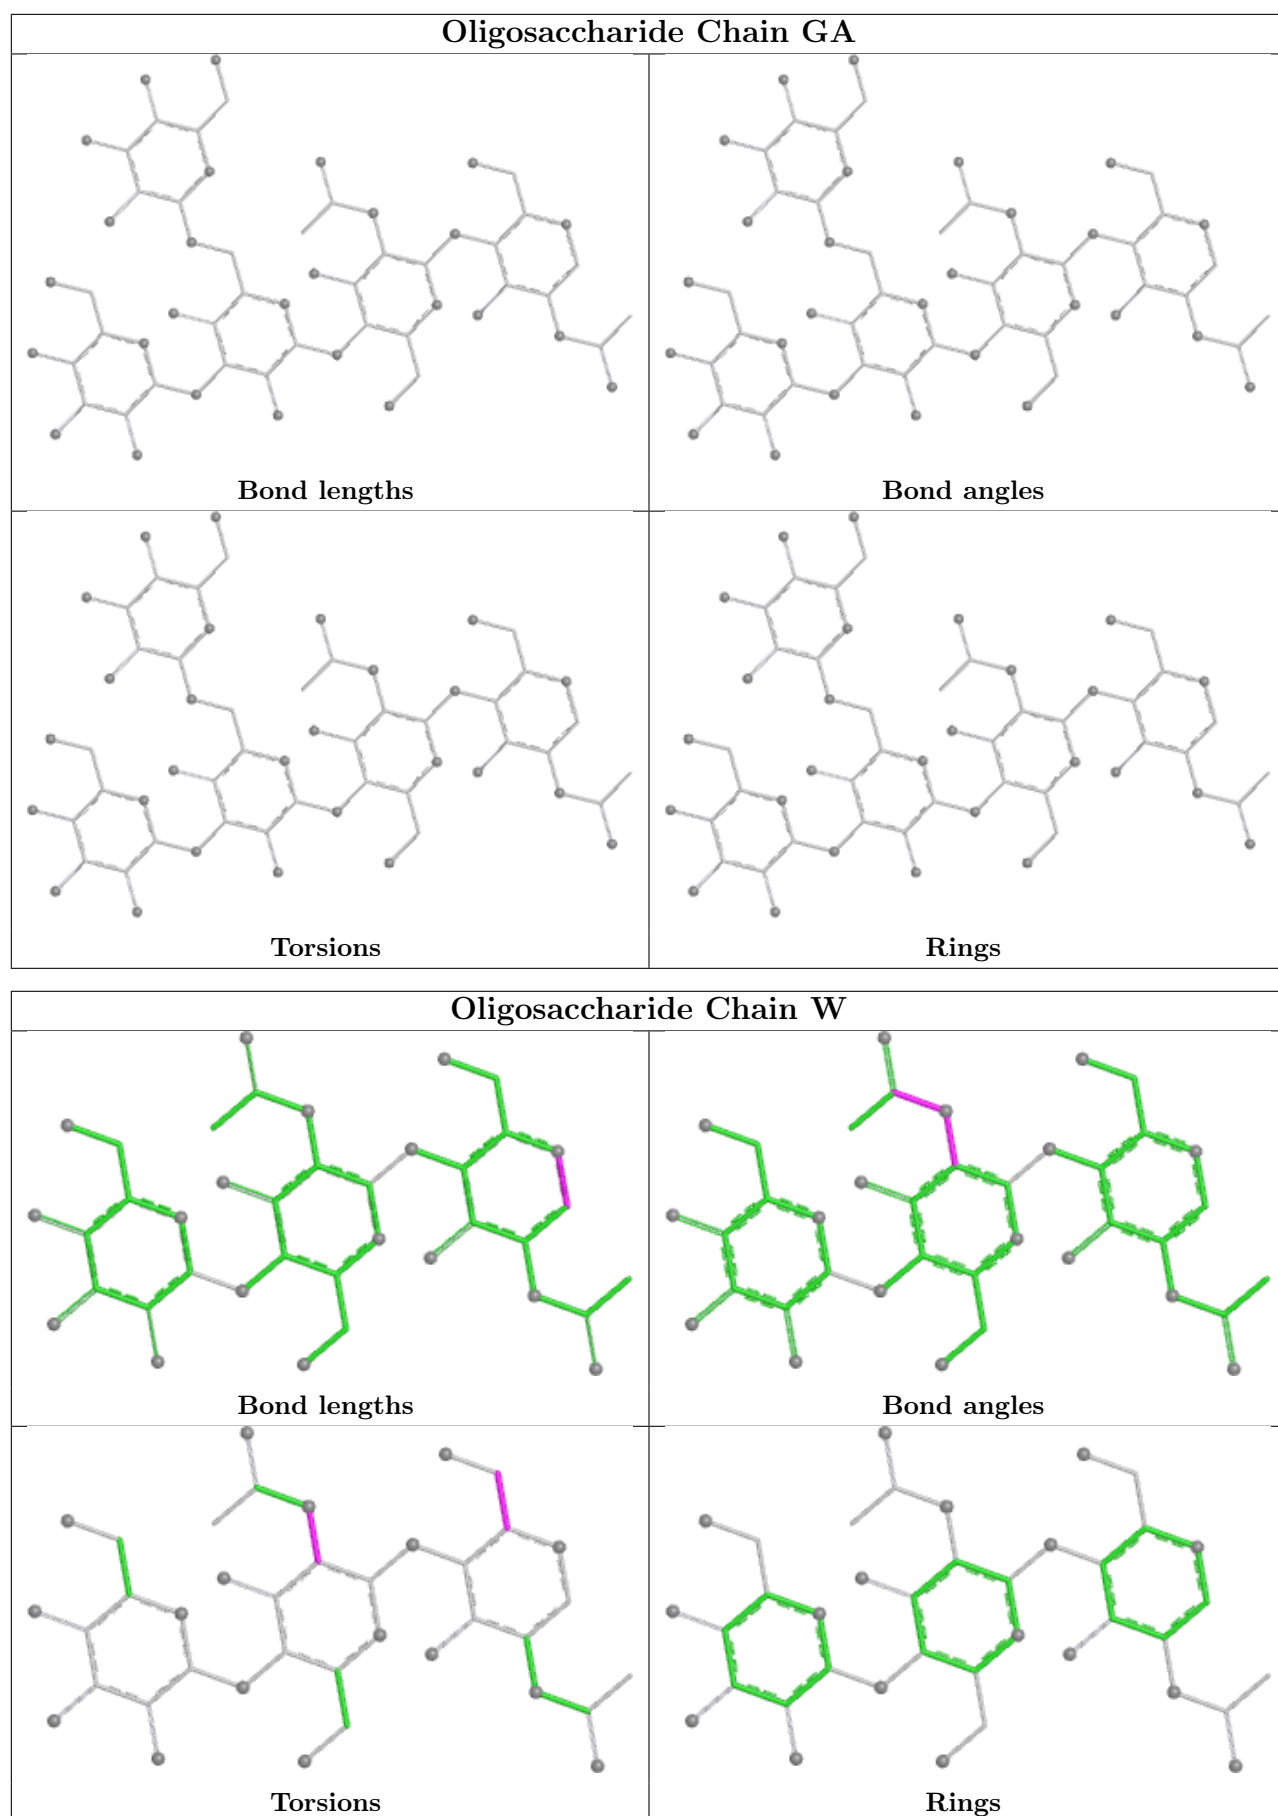 Oligosaccharide Chain GA
Bond lengths
Bond angles
Torsions
Rings
Oligosaccharide Chain W
Bond lengths
Bond angles
Torsions
Rings